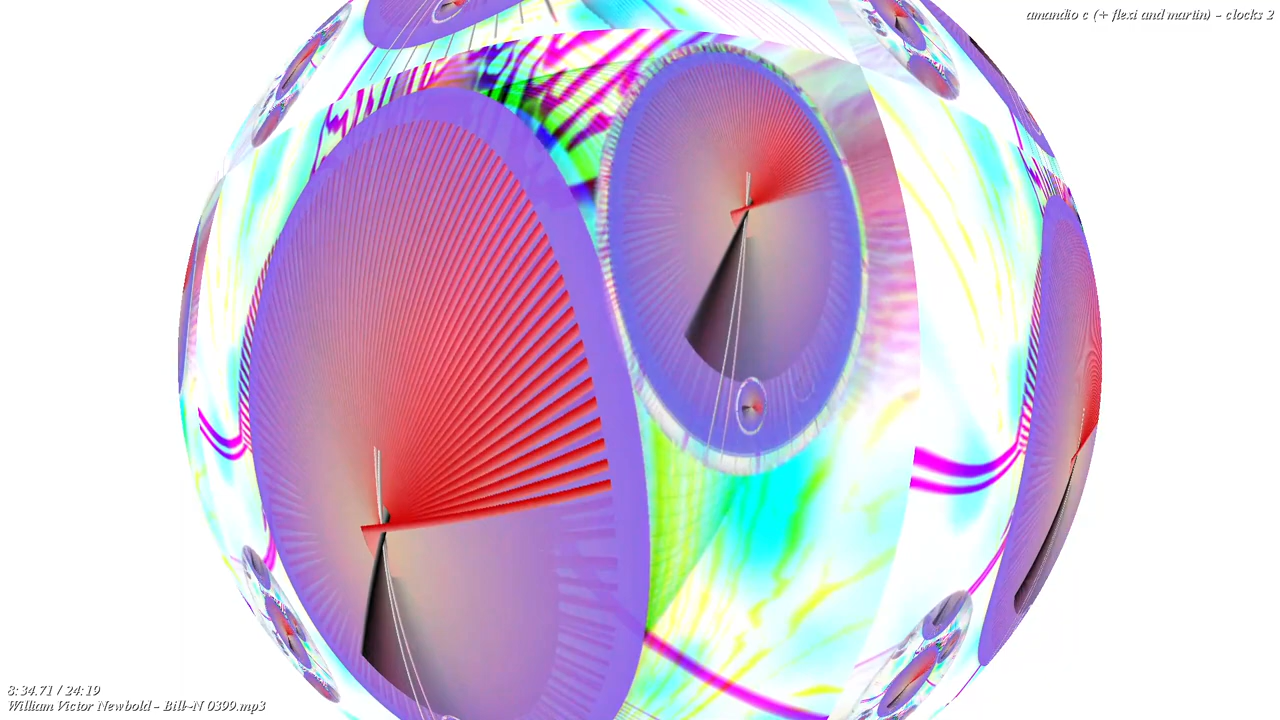 amandio c (+ flexi and martin) - clocks 2
8:34.71 / 24:19
William Victor Newbold - Bill-N 0399.mp3